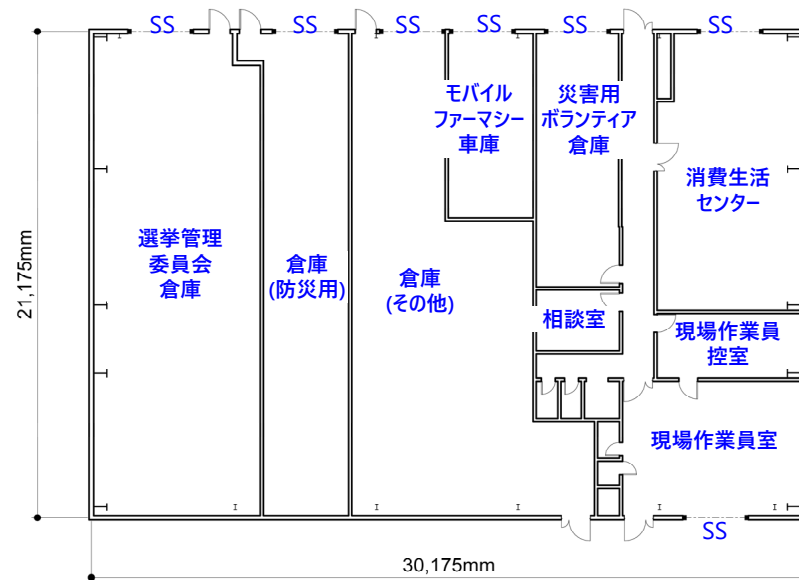 SS
SS
SS
SS
SS
SS
モバイル
ファーマシー
車庫
災害用
ボランティア
倉庫
消費生活
センター
選挙管理
委員会
倉庫
倉庫
(防災用)
倉庫
(その他)
相談室
現場作業員
控室
現場作業員室
SS
21,175mm
30,175mm